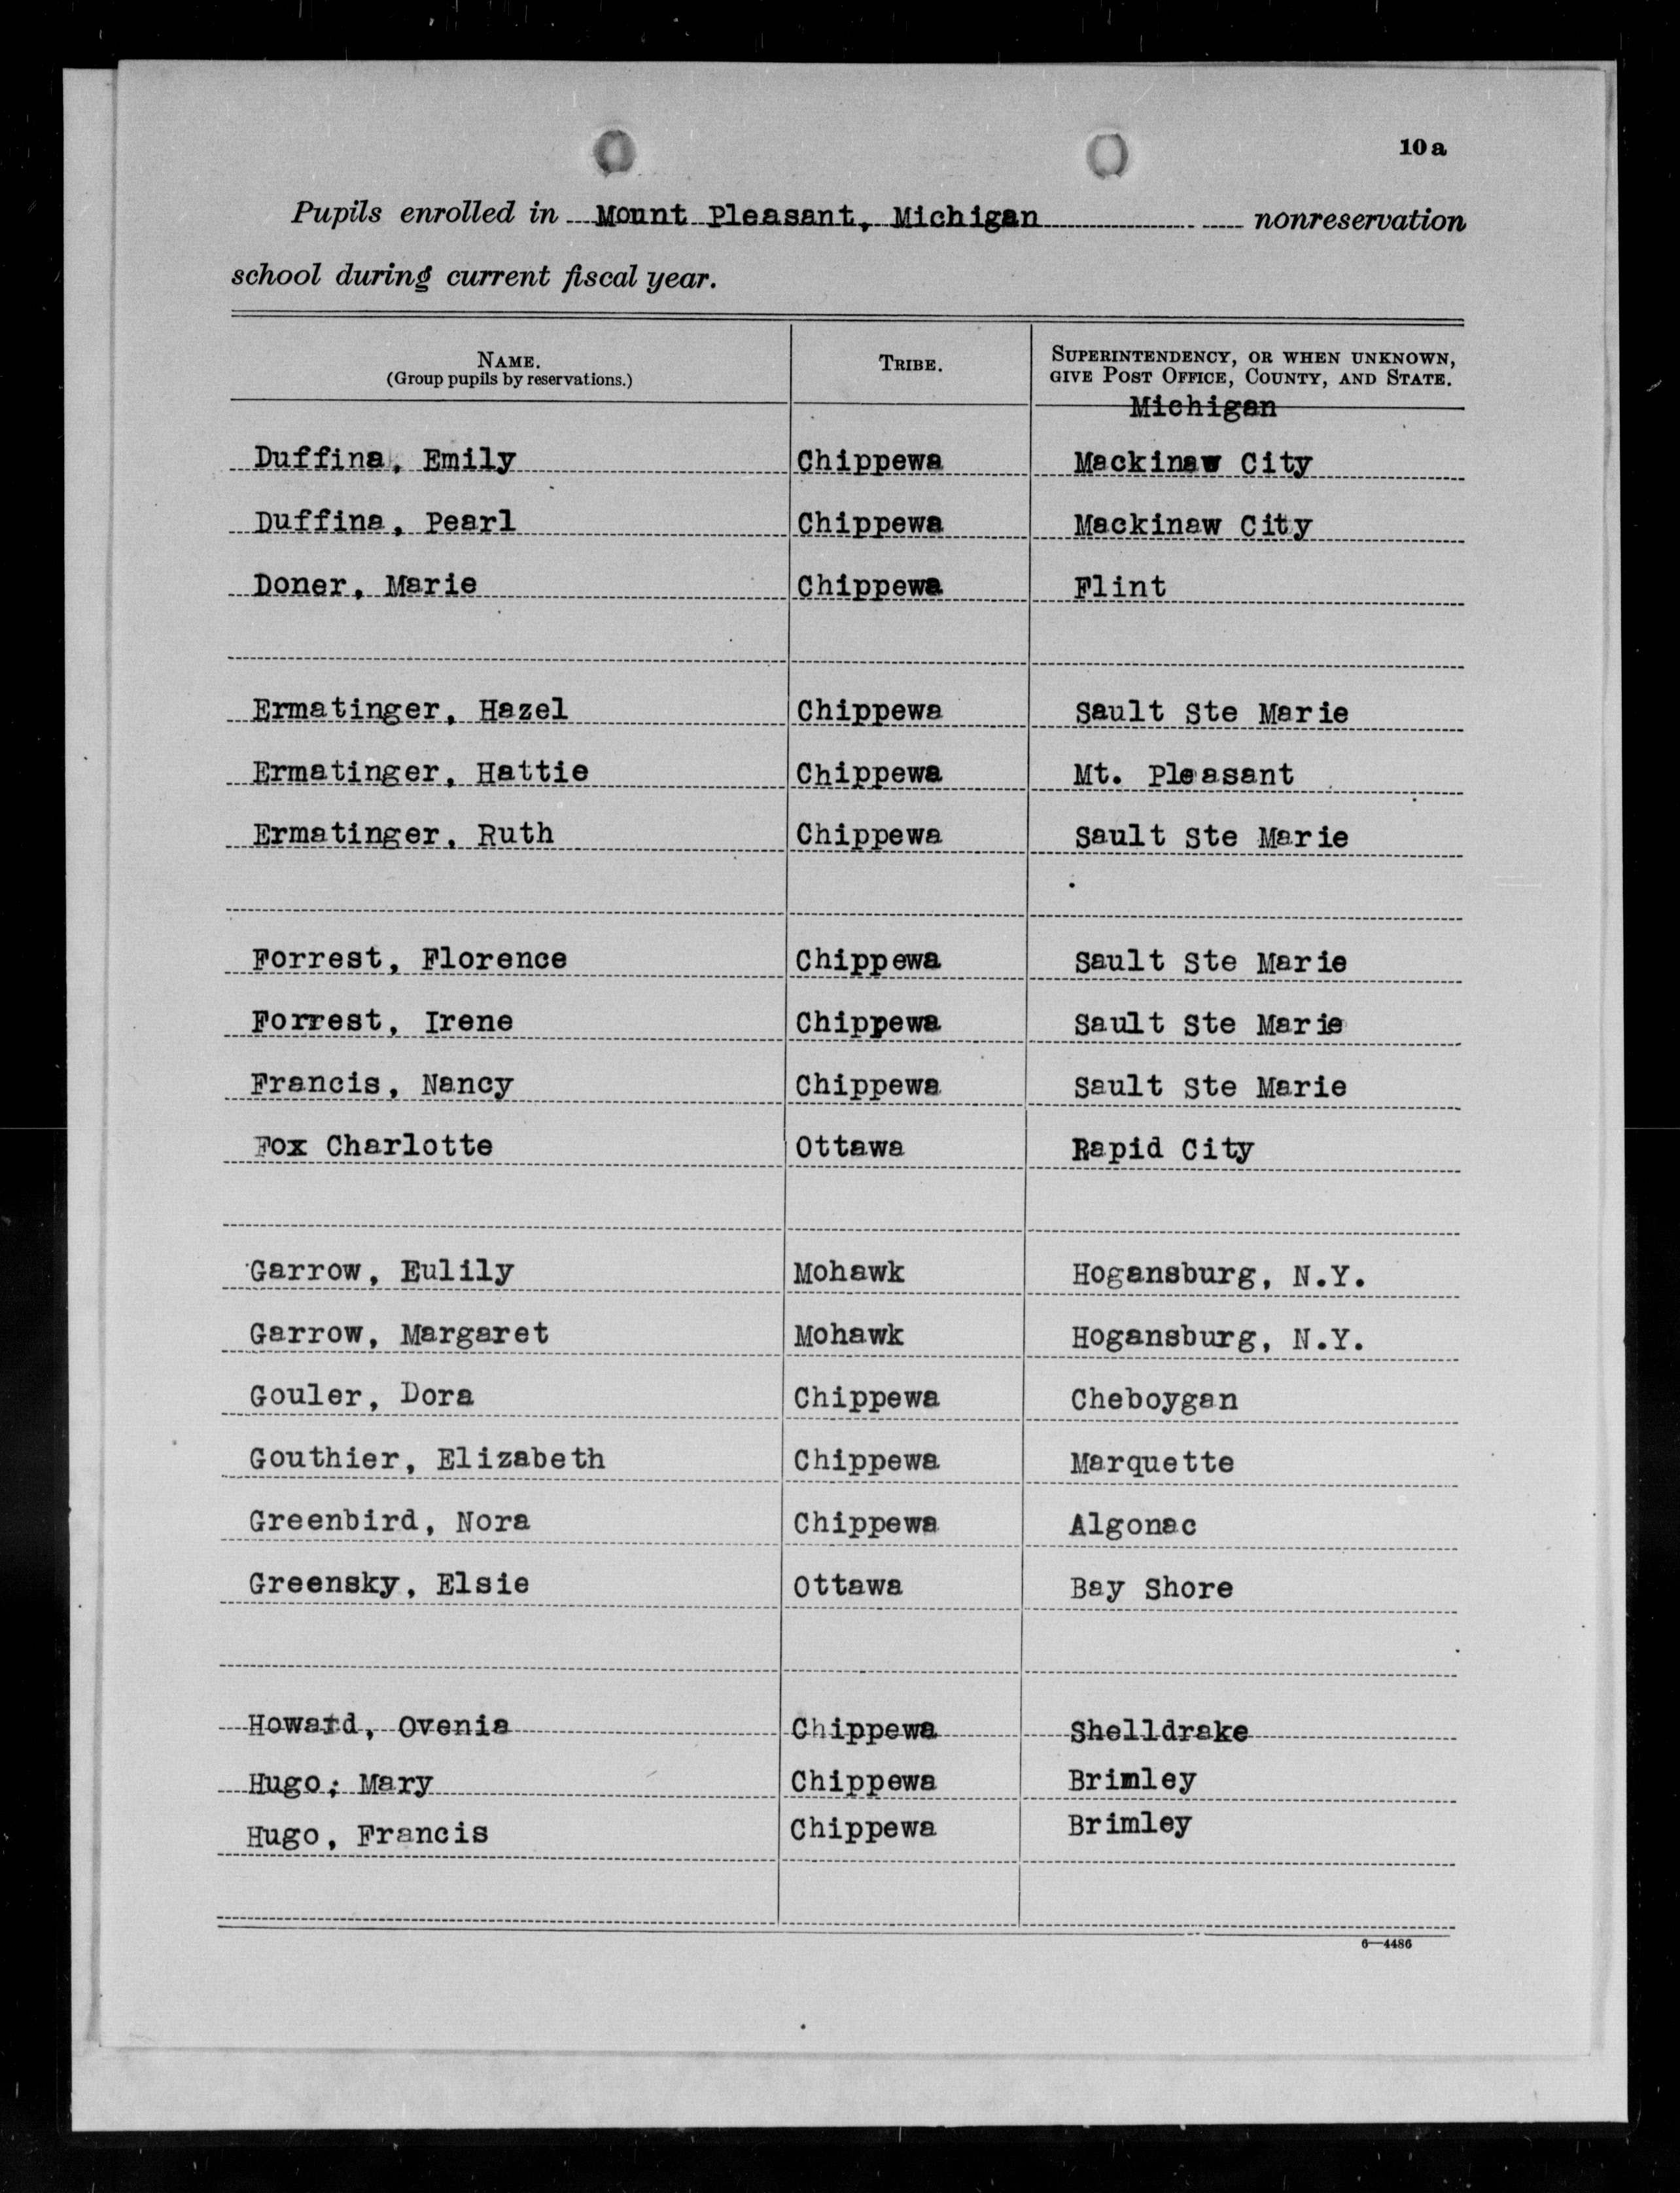 10a
Pupils enrolled in Mount Pleasant, Michigan nonreservation
school during current fiscal year.
NAME. TRIBE. SUPERINTENDENCY, OR WHEN UNKNOWN,
(Group pupils by reservations.) GIVE POST OFFICE, COUNTY, AND STATE.
Michigan
Duffina, Emily Chippewa Mackinaw City
Duffina, Pearl Chippewa Mackinaw City
Doner, Marie Chippewa Flint
Ermatinger, Hazel Chippewa Sault Ste Marie
Ermatinger, Hattie Chippewa Mt. Pleasant
Ermatinger, Ruth Chippewa Sault Ste Marie
Forrest, Florence Chippewa Sault Ste Marie
Forrest, Irene Chippewa Sault Ste Marie
Francis, Nancy Chippewa Sault Ste Marie
Fox Charlotte Ottawa Rapid City
Garrow, Eulily Mohawk Hogansburg, N.Y.
Garrow, Margaret Mohawk Hogansburg, N.Y.
Gouler, Dora Chippewa Cheboygan
Gouthier, Elizabeth Chippewa Marquette
Greenbird, Nora Chippewa Algonac
Greensky, Elsie Ottawa Bay Shore
Howard, Ovenia Chippewa Shelldrake
Hugo; Mary Chippewa Brimley
Hugo, Francis Chippewa Brimley
6—4486